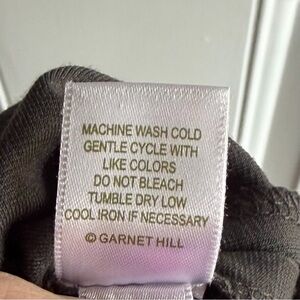 MACHINE WASH COLD
GENTLE CYCLE WITH
LIKE COLORS
DO NOT BLEACH
TUMBLE DRY LOW
COOL IRON IF NECESSARY
© GARNET HILL